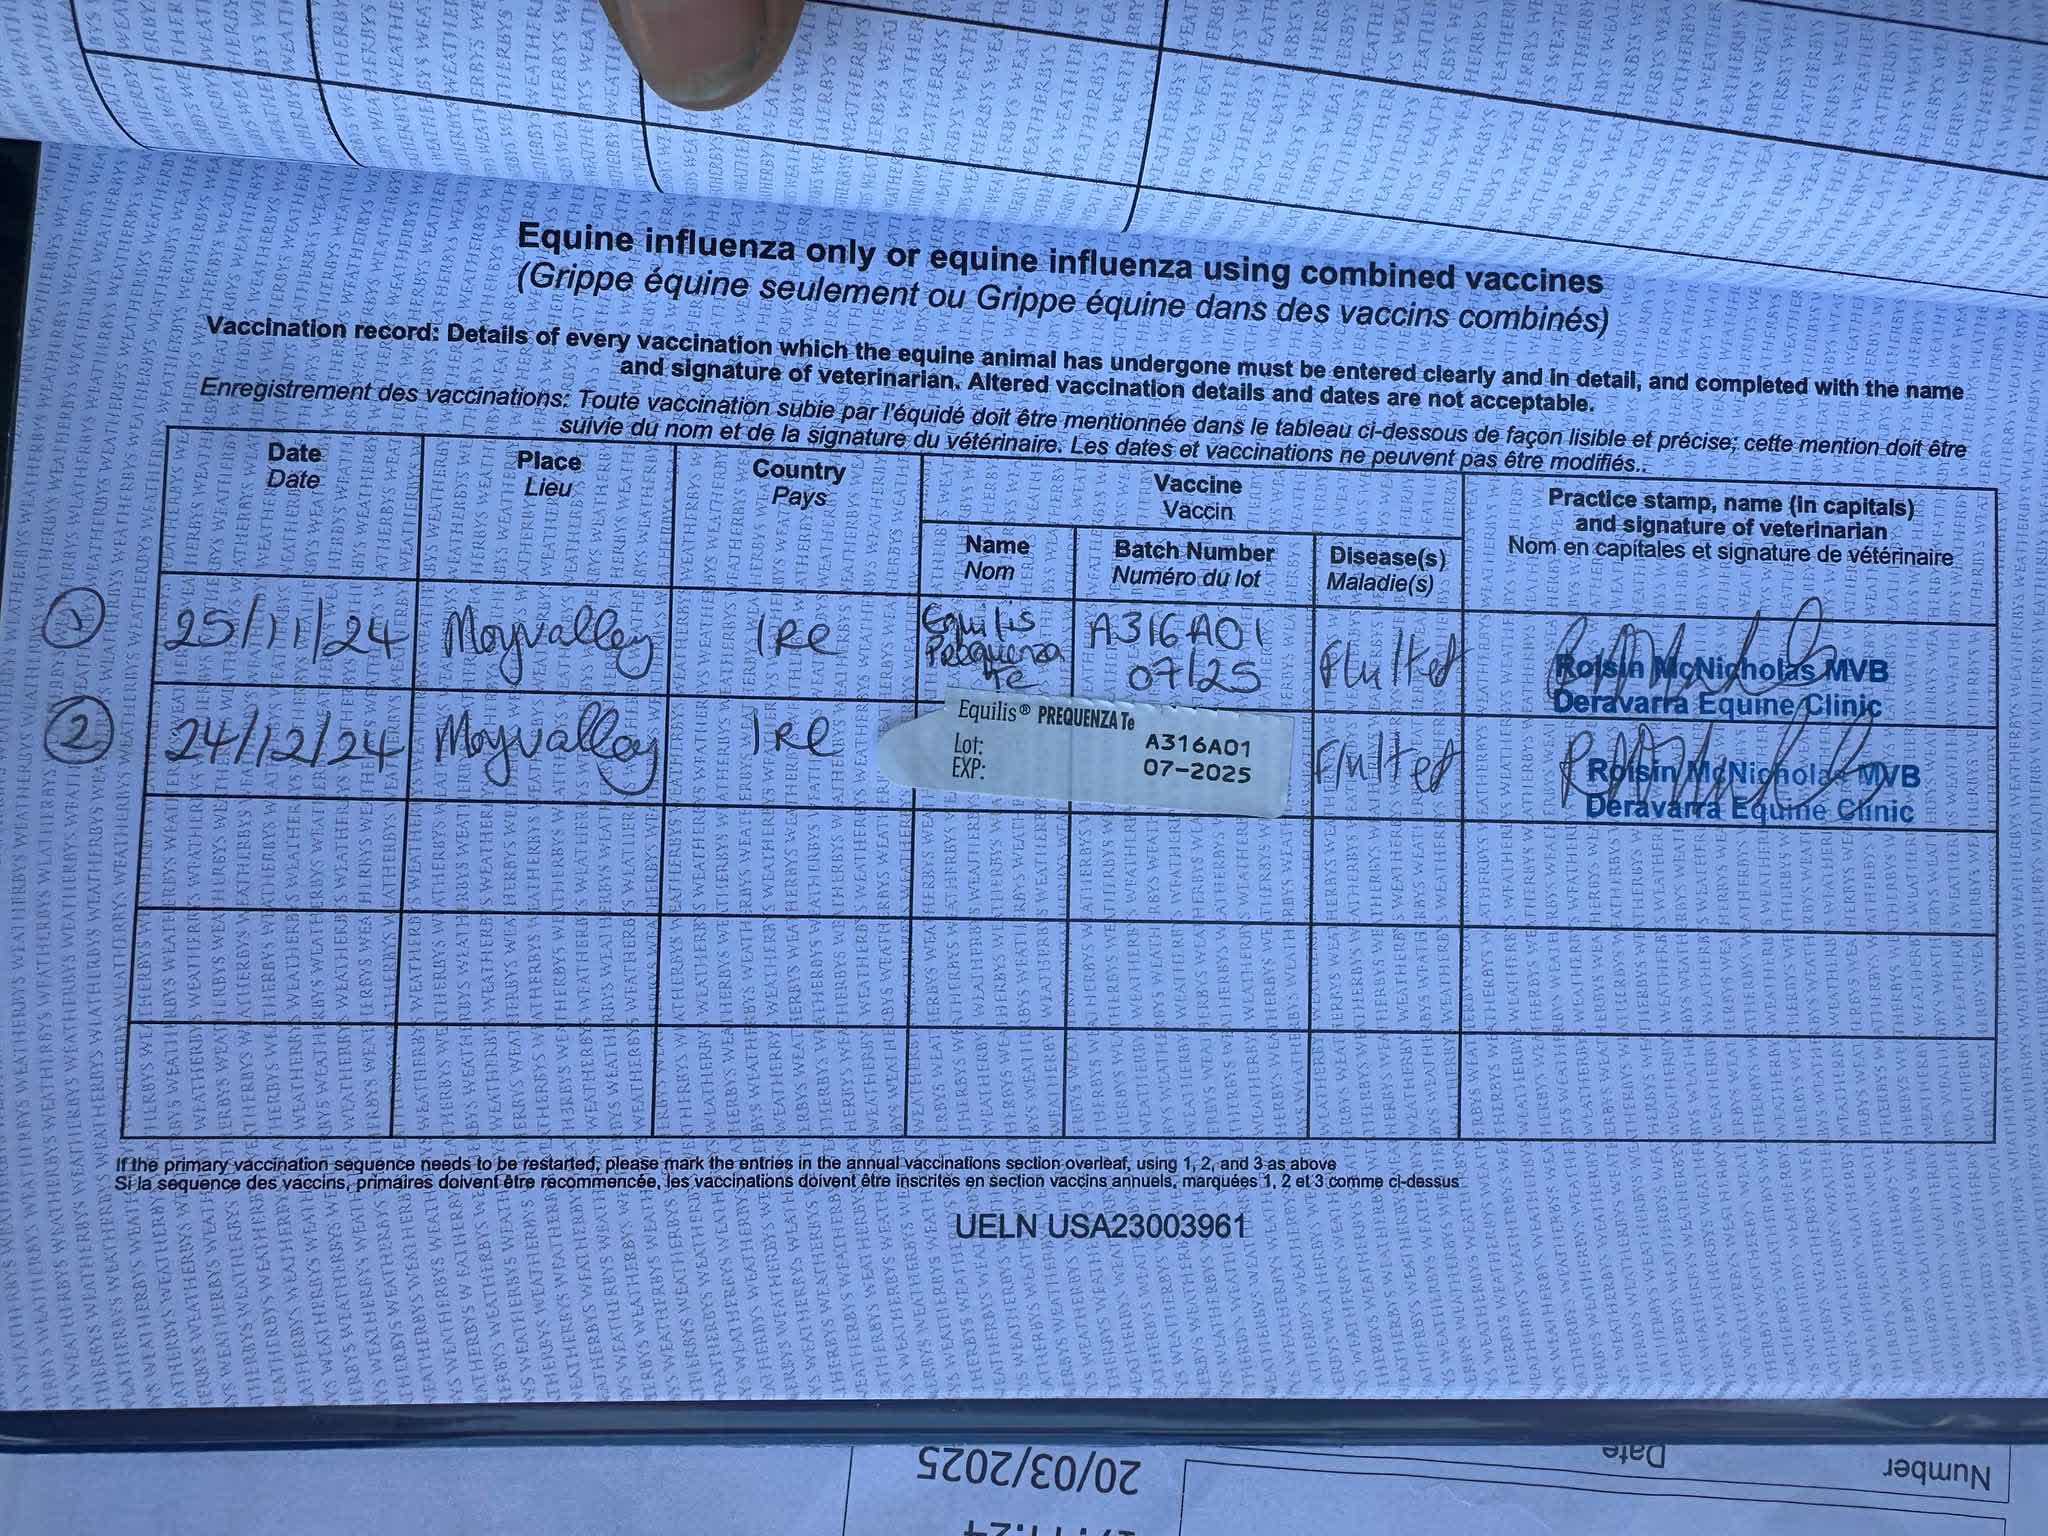 Equine influenza only or equine influenza using combined vaccines
(Grippe équine seulement ou Grippe équine dans des vaccins combinés)
Vaccination record: Details of every vaccination which the equine animal has undergone must be entered clearly and in detail, and completed with the name
and signature of veterinarian. Altered vaccination details and dates are not acceptable.
Enregistrement des vaccinations: Toute vaccination subie par l'équidé doit être mentionnée dans le tableau ci-dessous de façon lisible et précise; cette mention doit être
suivie du nom et de la signature du vétérinaire. Les dates et vaccinations ne peuvent pas être modifiés..
Date
Date
Place
Lieu
Country
Pays
Vaccine
Vaccin
Name
Nom
Batch Number
Numéro du lot
Disease(s)
Maladie(s)
Practice stamp, name (in capitals)
and signature of veterinarian
Nom en capitales et signature de vétérinaire
1
25/11/24
Moyvalley
IRe
Equilis
Prequenza
Te
A316A01
07/25
Flu/tet
Roisin McNicholas MVB
Deravarra Equine Clinic
2
24/12/24
Moyvalley
IRe
Equilis® PREQUENZA Te
Lot: A316A01
EXP: 07-2025
Flu/tet
Roisin McNicholas MVB
Deravarra Equine Clinic
If the primary vaccination sequence needs to be restarted, please mark the entries in the annual vaccinations section overleaf, using 1, 2, and 3 as above
Si la sequence des vaccins, primaires doivent être recommencée, les vaccinations doivent être inscrites en section vaccins annuels, marquées 1, 2 et 3 comme ci-dessus
UELN USA23003961
20/03/2025
Date
Number